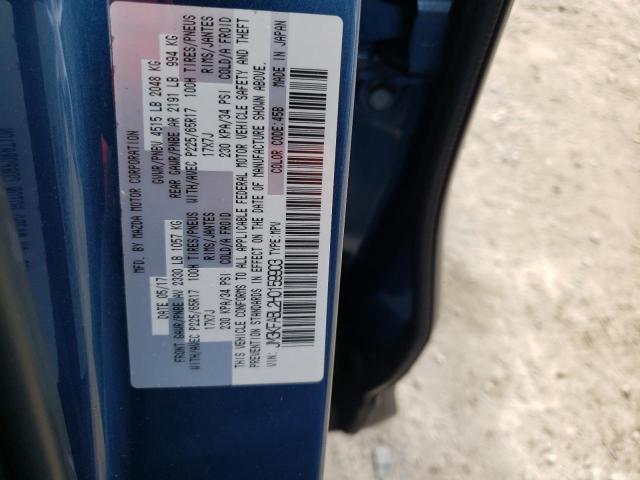 MFD. BY MAZDA MOTOR CORPORATION
DATE 05/17 GVWR/PNBV 4515 LB 2048 KG
FRONT GAWR/PNBE AV 2330 LB 1057 KG REAR GAWR/PNBE AR 2191 LB 994 KG
WITH/AVEC P225/65R17 100H TIRES/PNEUS WITH/AVEC P225/65R17 100H TIRES/PNEUS
17X7J RIMS/JANTES 17X7J RIMS/JANTES
230 KPA/34 PSI COLD/A FROID 230 KPA/34 PSI COLD/A FROID
THIS VEHICLE CONFORMS TO ALL APPLICABLE FEDERAL MOTOR VEHICLE SAFETY AND THEFT
PREVENTION STANDARDS IN EFFECT ON THE DATE OF MANUFACTURE SHOWN ABOVE.
VIN: JM3KFABL2H0159903 TYPE:MPV COLOR CODE:45B MADE IN JAPAN